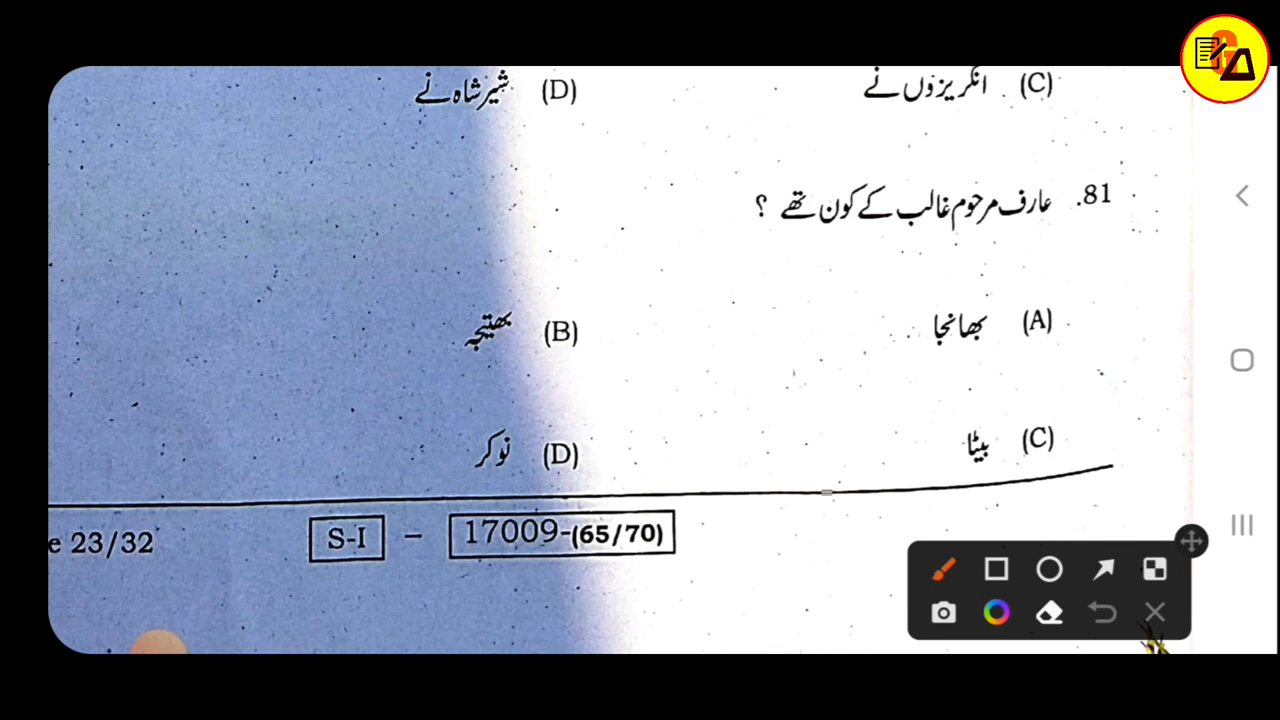 (C) انگریزوں نے (D) شیر شاہ نے
81. عارف مرحوم غالب کے کون تھے ؟
(A) بھانجا (B) بھتیجہ
(C) بیٹا (D) نوکر
e 23/32 S-I – 17009-(65/70)